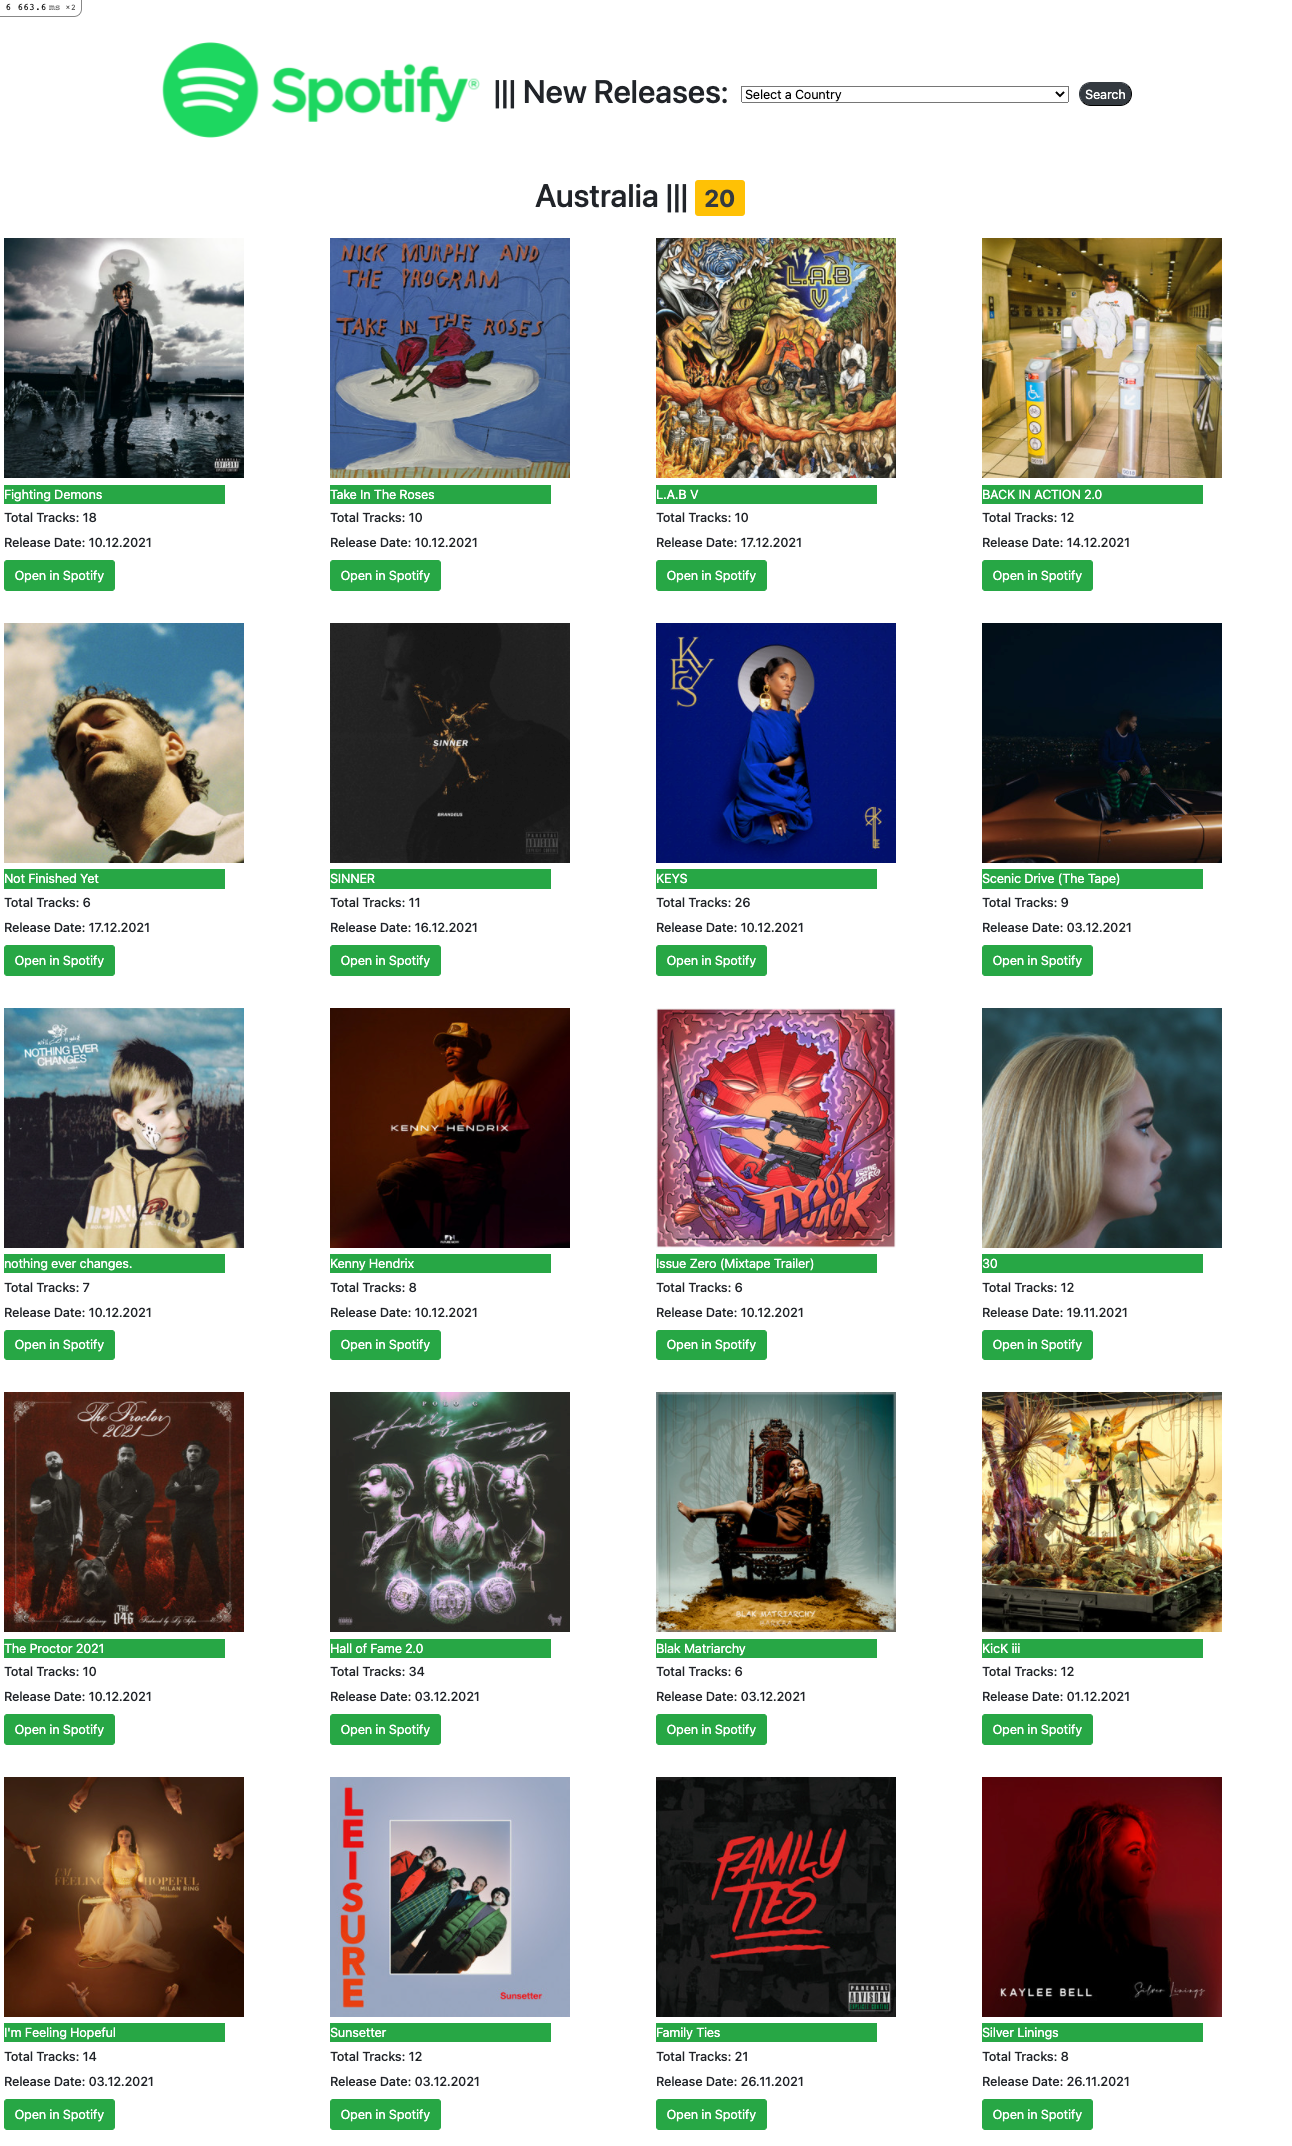 6 663.6 ms ×2
Spotify®
||| New Releases:
Select a Country
Search
Australia ||| 20
NICK MURPHY AND
THE PROGRAM
TAKE IN THE ROSES
L.A.B
V
Fighting Demons
Take In The Roses
L.A.B V
BACK IN ACTION 2.0
Total Tracks: 18
Total Tracks: 10
Total Tracks: 10
Total Tracks: 12
Release Date: 10.12.2021
Release Date: 10.12.2021
Release Date: 17.12.2021
Release Date: 14.12.2021
Open in Spotify
Open in Spotify
Open in Spotify
Open in Spotify
SINNER
BRANDEUS
KEYS
Not Finished Yet
SINNER
KEYS
Scenic Drive (The Tape)
Total Tracks: 6
Total Tracks: 11
Total Tracks: 26
Total Tracks: 9
Release Date: 17.12.2021
Release Date: 16.12.2021
Release Date: 10.12.2021
Release Date: 03.12.2021
Open in Spotify
Open in Spotify
Open in Spotify
Open in Spotify
NOTHING EVER
CHANGES
KENNY HENDRIX
FLYBOY
JACK
ISSUE
ZERO
nothing ever changes.
Kenny Hendrix
Issue Zero (Mixtape Trailer)
30
Total Tracks: 7
Total Tracks: 8
Total Tracks: 6
Total Tracks: 12
Release Date: 10.12.2021
Release Date: 10.12.2021
Release Date: 10.12.2021
Release Date: 19.11.2021
Open in Spotify
Open in Spotify
Open in Spotify
Open in Spotify
The Proctor
2021
THE
046
POLO G
Hall of Fame
2.0
BLAK MATRIARCHY
The Proctor 2021
Hall of Fame 2.0
Blak Matriarchy
KicK iii
Total Tracks: 10
Total Tracks: 34
Total Tracks: 6
Total Tracks: 12
Release Date: 10.12.2021
Release Date: 03.12.2021
Release Date: 03.12.2021
Release Date: 01.12.2021
Open in Spotify
Open in Spotify
Open in Spotify
Open in Spotify
I'M
FEELING HOPEFUL
MILAN RING
LEISURE
Sunsetter
FAMILY
TIES
PARENTAL
ADVISORY
EXPLICIT CONTENT
KAYLEE BELL
Silver Linings
I'm Feeling Hopeful
Sunsetter
Family Ties
Silver Linings
Total Tracks: 14
Total Tracks: 12
Total Tracks: 21
Total Tracks: 8
Release Date: 03.12.2021
Release Date: 03.12.2021
Release Date: 26.11.2021
Release Date: 26.11.2021
Open in Spotify
Open in Spotify
Open in Spotify
Open in Spotify